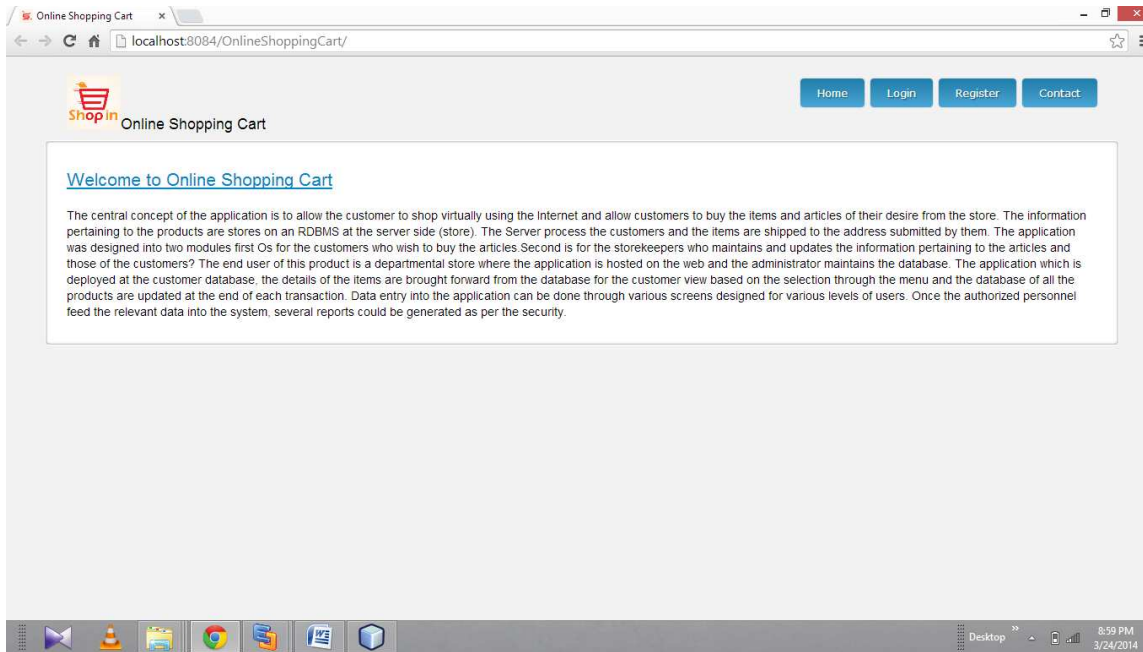 Online Shopping Cart
localhost:8084/OnlineShoppingCart/
Shop in
Online Shopping Cart
Home
Login
Register
Contact
Welcome to Online Shopping Cart
The central concept of the application is to allow the customer to shop virtually using the Internet and allow customers to buy the items and articles of their desire from the store. The information
pertaining to the products are stores on an RDBMS at the server side (store). The Server process the customers and the items are shipped to the address submitted by them. The application
was designed into two modules first Os for the customers who wish to buy the articles.Second is for the storekeepers who maintains and updates the information pertaining to the articles and
those of the customers? The end user of this product is a departmental store where the application is hosted on the web and the administrator maintains the database. The application which is
deployed at the customer database, the details of the items are brought forward from the database for the customer view based on the selection through the menu and the database of all the
products are updated at the end of each transaction. Data entry into the application can be done through various screens designed for various levels of users. Once the authorized personnel
feed the relevant data into the system, several reports could be generated as per the security.
Desktop
8:59 PM
3/24/2014